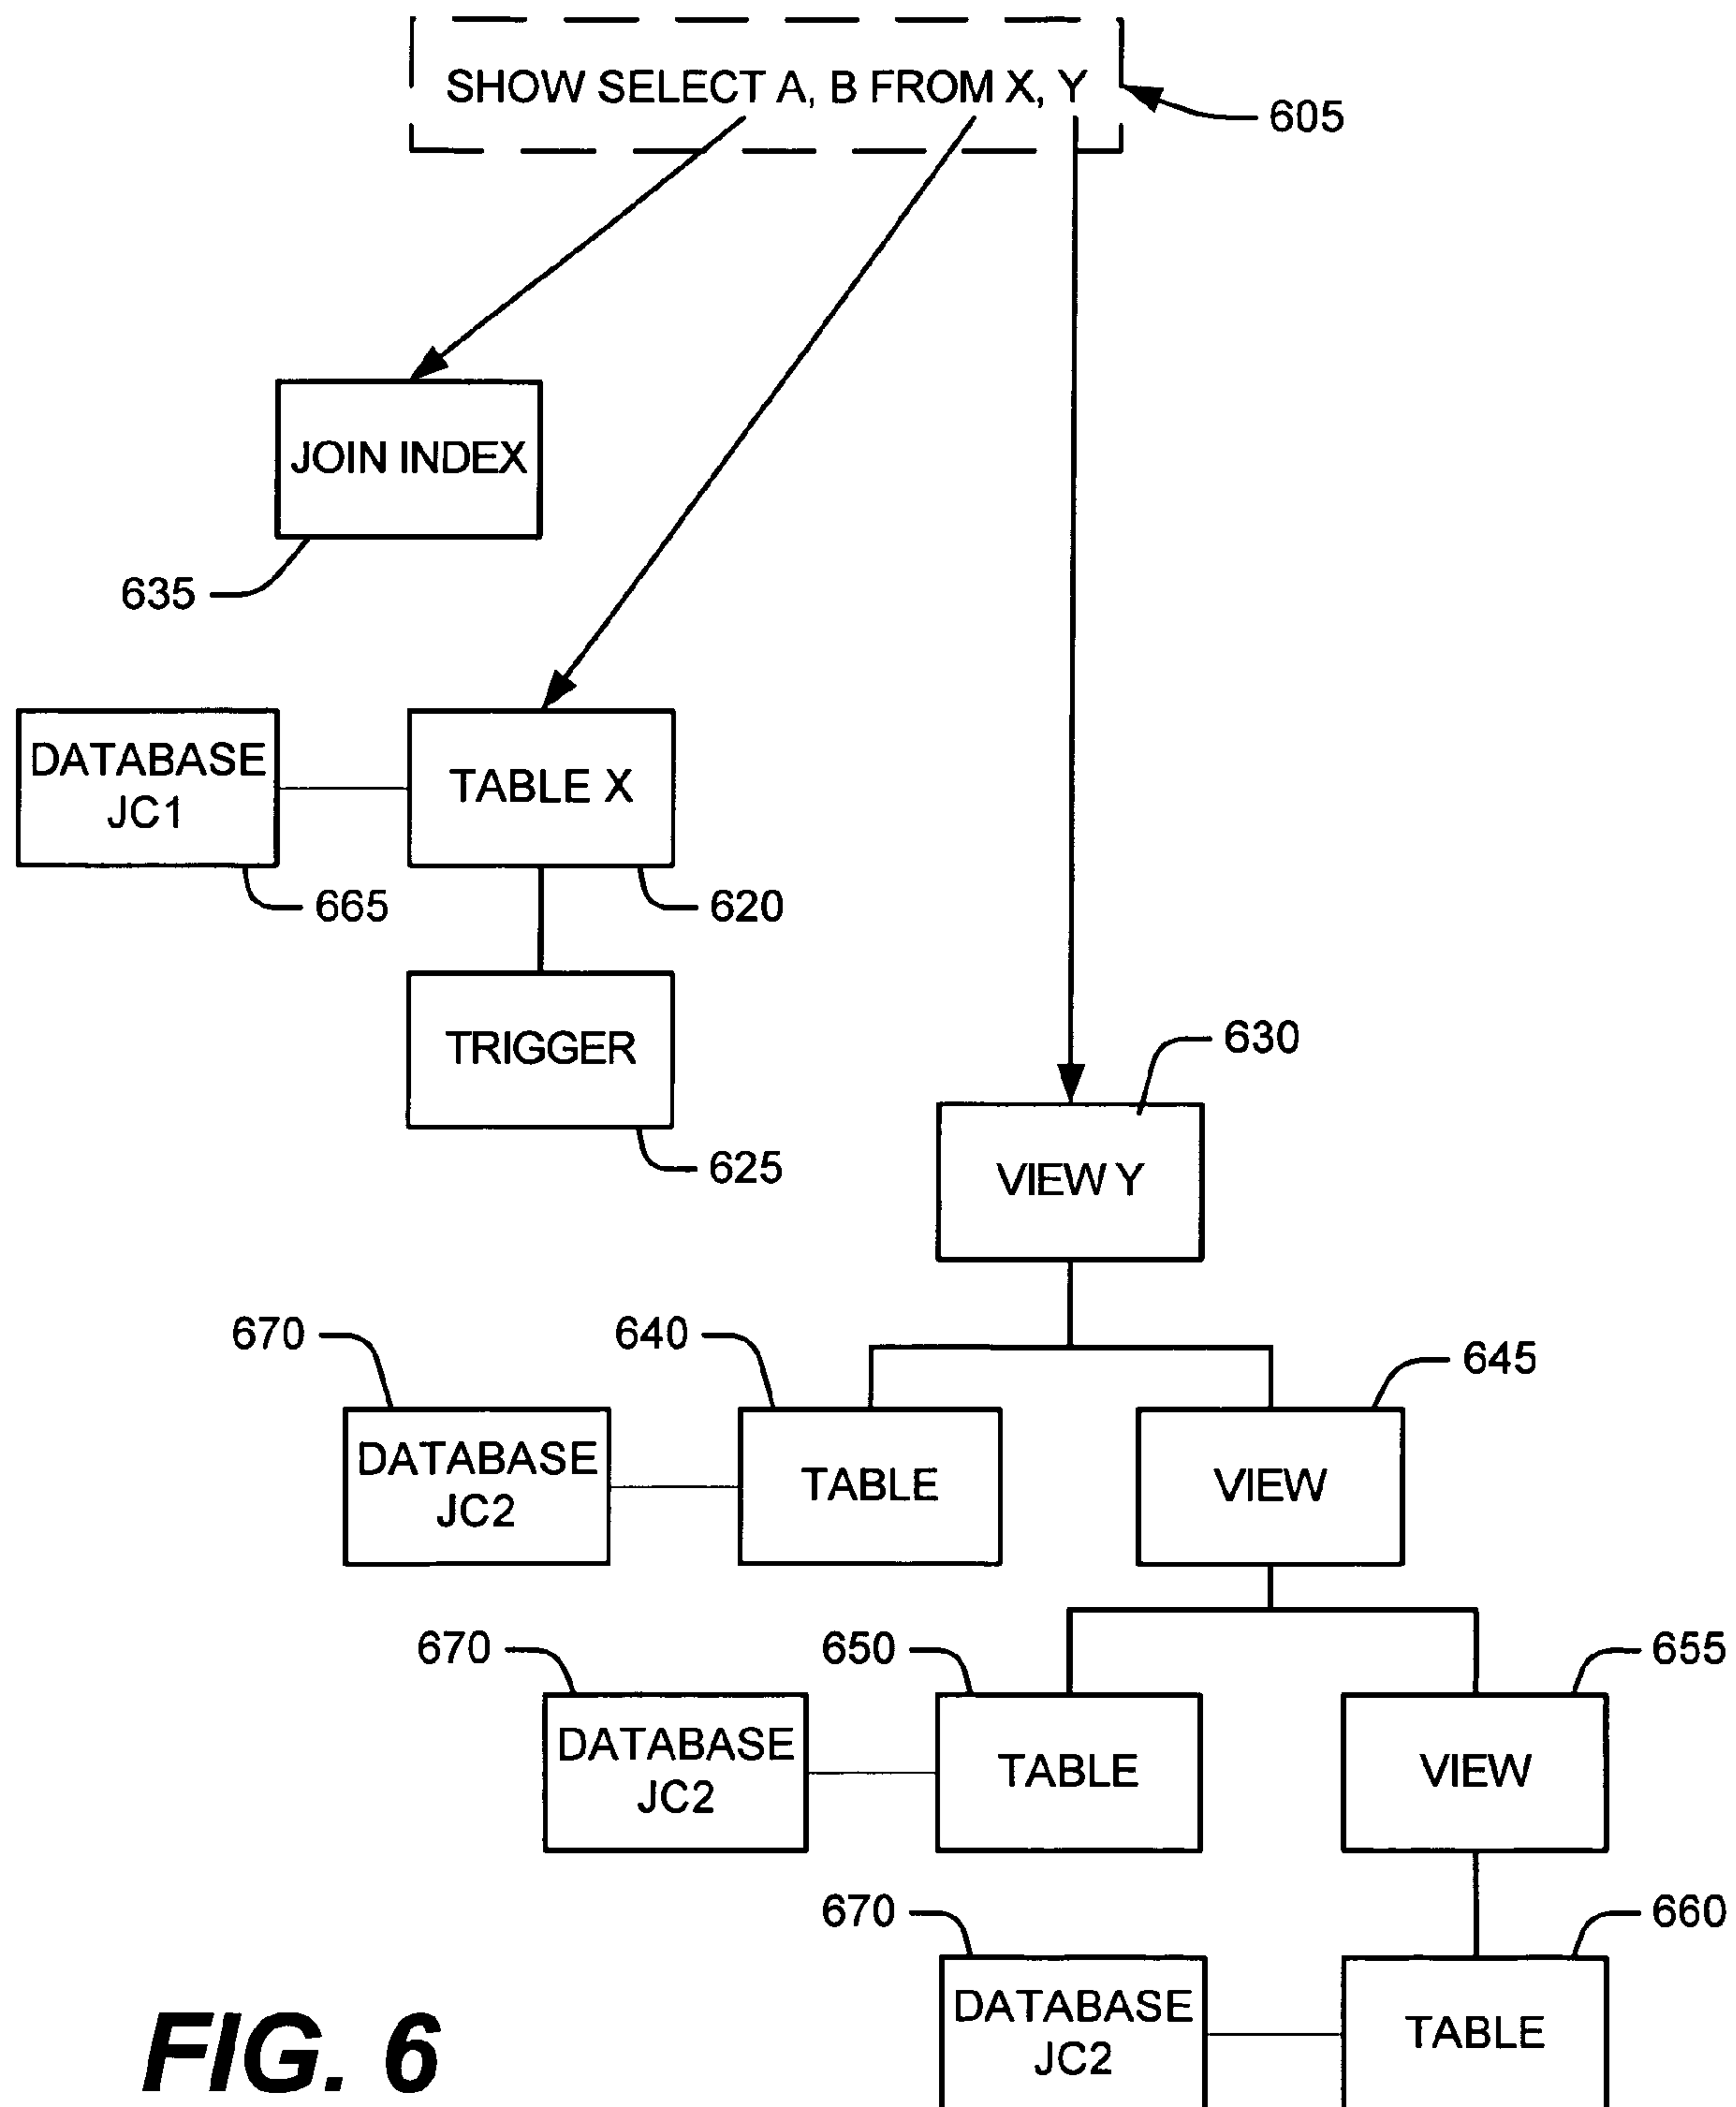 SHOW SELECT A, B FROM X, Y
605
JOIN INDEX
635
DATABASE
JC1
TABLE X
665
620
TRIGGER
625
630
VIEW Y
670
640
645
DATABASE
JC2
TABLE
VIEW
670
650
655
DATABASE
JC2
TABLE
VIEW
670
660
DATABASE
JC2
TABLE
FIG. 6